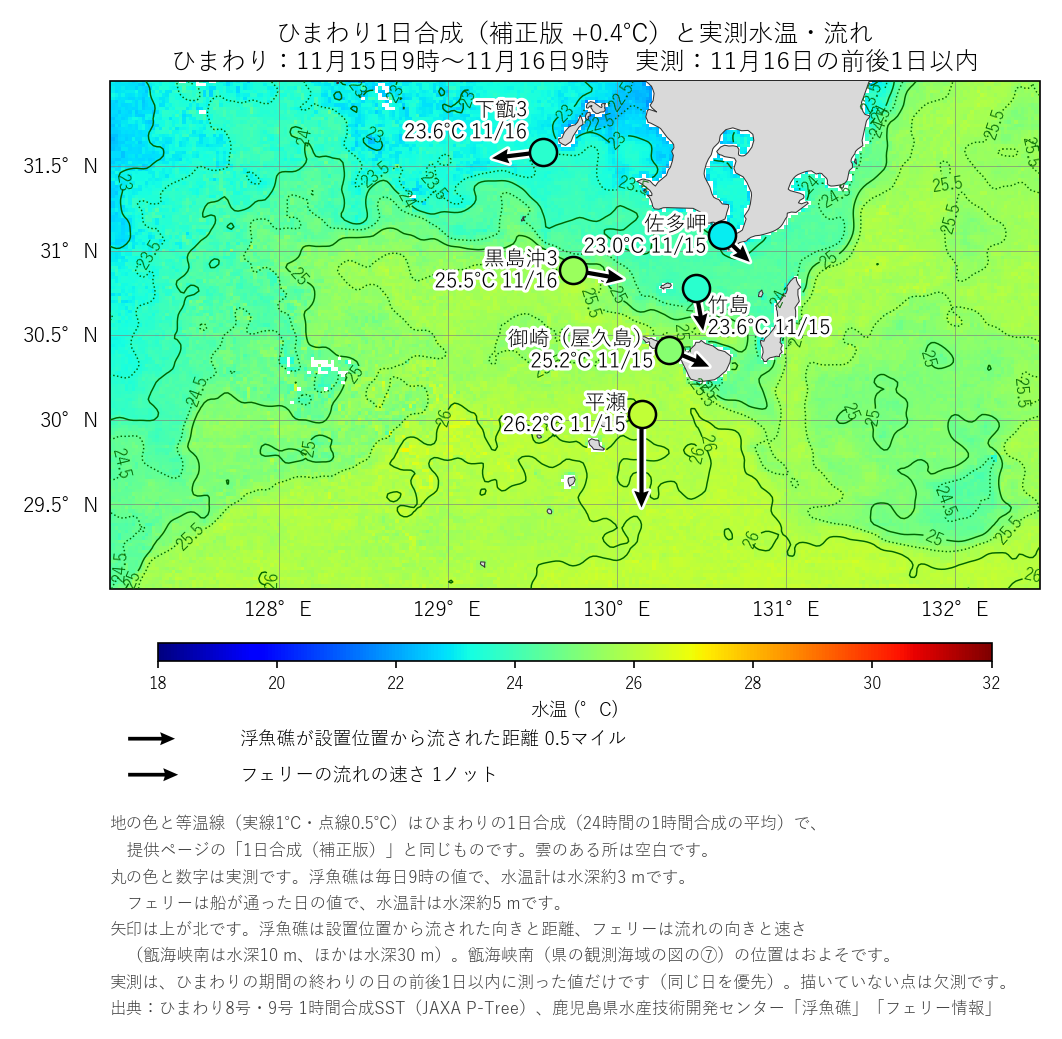 ひまわり1日合成（補正版 +0.4℃）と実測水温・流れ
ひまわり：11月15日9時～11月16日9時　実測：11月16日の前後1日以内
下甑3
23.6℃ 11/16
佐多岬
23.0℃ 11/15
黒島沖3
25.5℃ 11/16
竹島
23.6℃ 11/15
御崎（屋久島）
25.2℃ 11/15
平瀬
26.2℃ 11/15
31.5° N
31° N
30.5° N
30° N
29.5° N
128° E
129° E
130° E
131° E
132° E
18 20 22 24 26 28 30 32
水温 (° C)
浮魚礁が設置位置から流された距離 0.5マイル
フェリーの流れの速さ 1ノット
地の色と等温線（実線1℃・点線0.5℃）はひまわりの1日合成（24時間の1時間合成の平均）で、
提供ページの「1日合成（補正版）」と同じものです。雲のある所は空白です。
丸の色と数字は実測です。浮魚礁は毎日9時の値で、水温計は水深約3 mです。
フェリーは船が通った日の値で、水温計は水深約5 mです。
矢印は上が北です。浮魚礁は設置位置から流された向きと距離、フェリーは流れの向きと速さ
（甑海峡南は水深10 m、ほかは水深30 m）。甑海峡南（県の観測海域の図の⑦）の位置はおよそです。
実測は、ひまわりの期間の終わりの日の前後1日以内に測った値だけです（同じ日を優先）。描いていない点は欠測です。
出典：ひまわり8号・9号 1時間合成SST（JAXA P-Tree）、鹿児島県水産技術開発センター「浮魚礁」「フェリー情報」